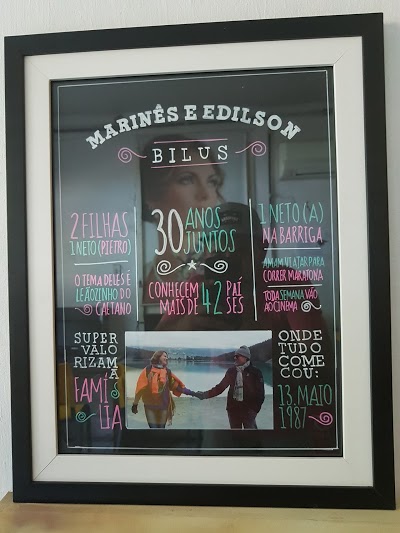 MARINÊS E EDILSON
BILUS
2 FILHAS
1 NETO (PIETRO)
O TEMA DELES É
LEÃOZINHO DO
CAETANO
30 ANOS
JUNTOS
CONHECEM
MAIS DE 42 PAÍ
SES
1 NETO(A)
NA BARRIGA
AMAM VIAJAR PARA
CORRER MARATONA
TODA SEMANA VÃO
AO CINEMA
SUPER
VALO
RIZAM
A
FAMÍ
LIA
ONDE
TUDO
COME
ÇOU:
13. MAIO
1987